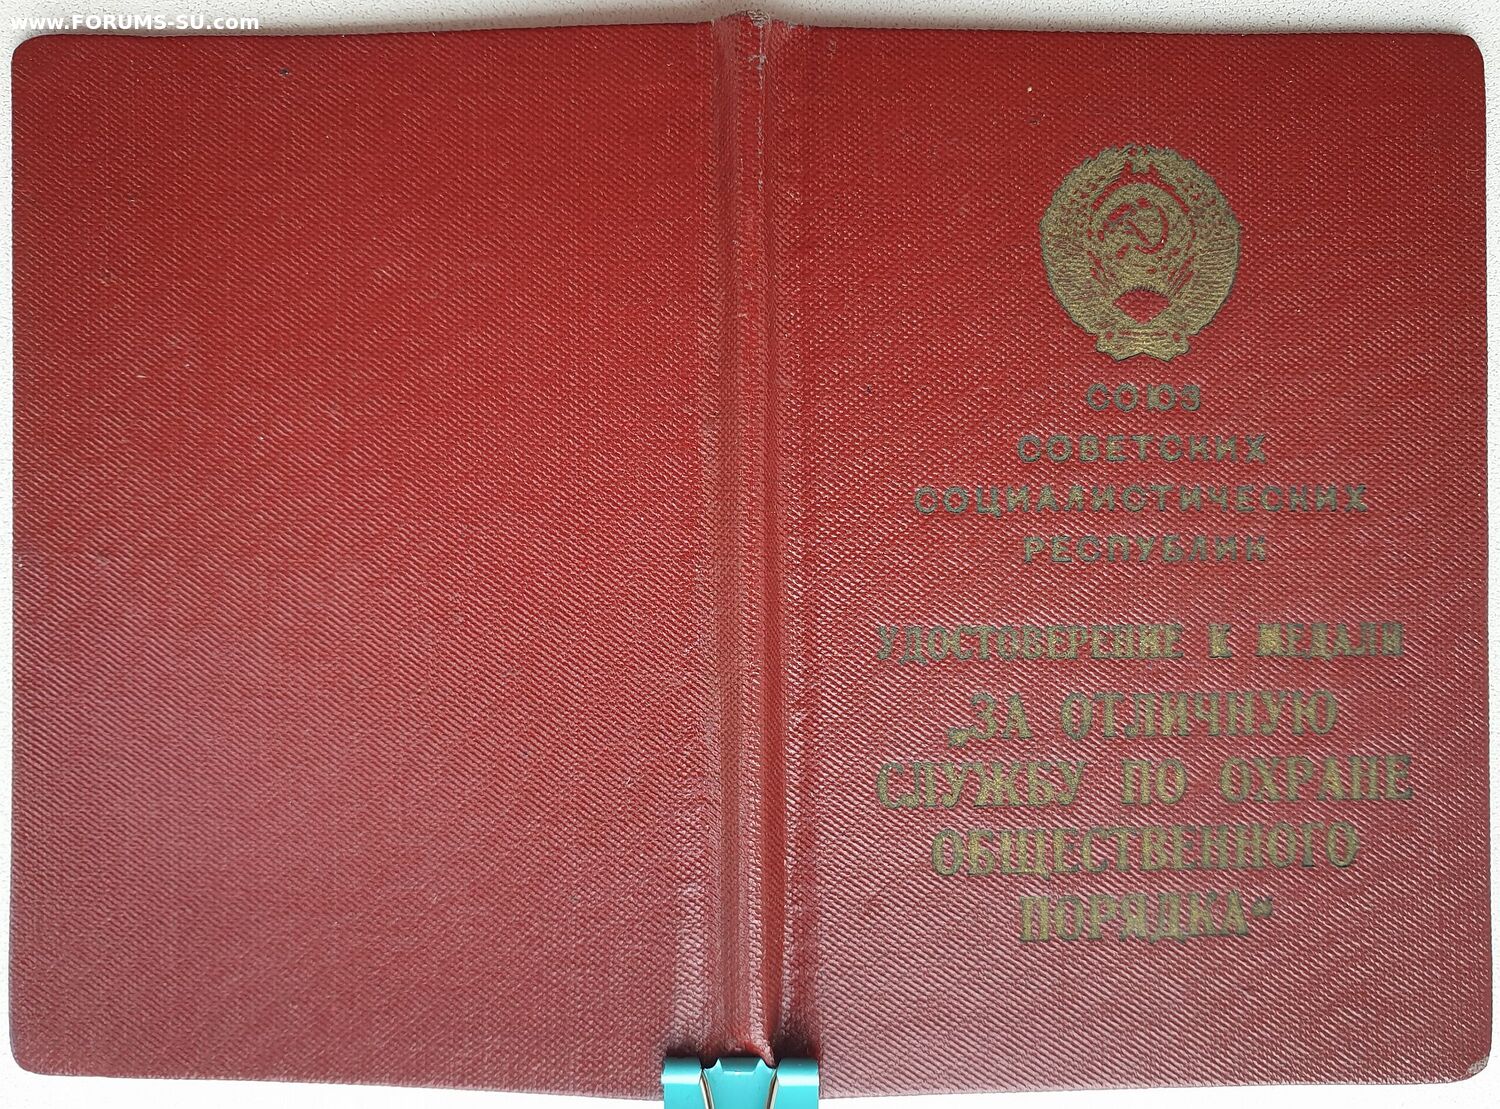 www.FORUMS-SU.com
СОЮЗ
СОВЕТСКИХ
СОЦИАЛИСТИЧЕСКИХ
РЕСПУБЛИК
УДОСТОВЕРЕНИЕ К МЕДАЛИ
„ЗА ОТЛИЧНУЮ
СЛУЖБУ ПО ОХРАНЕ
ОБЩЕСТВЕННОГО
ПОРЯДКА“